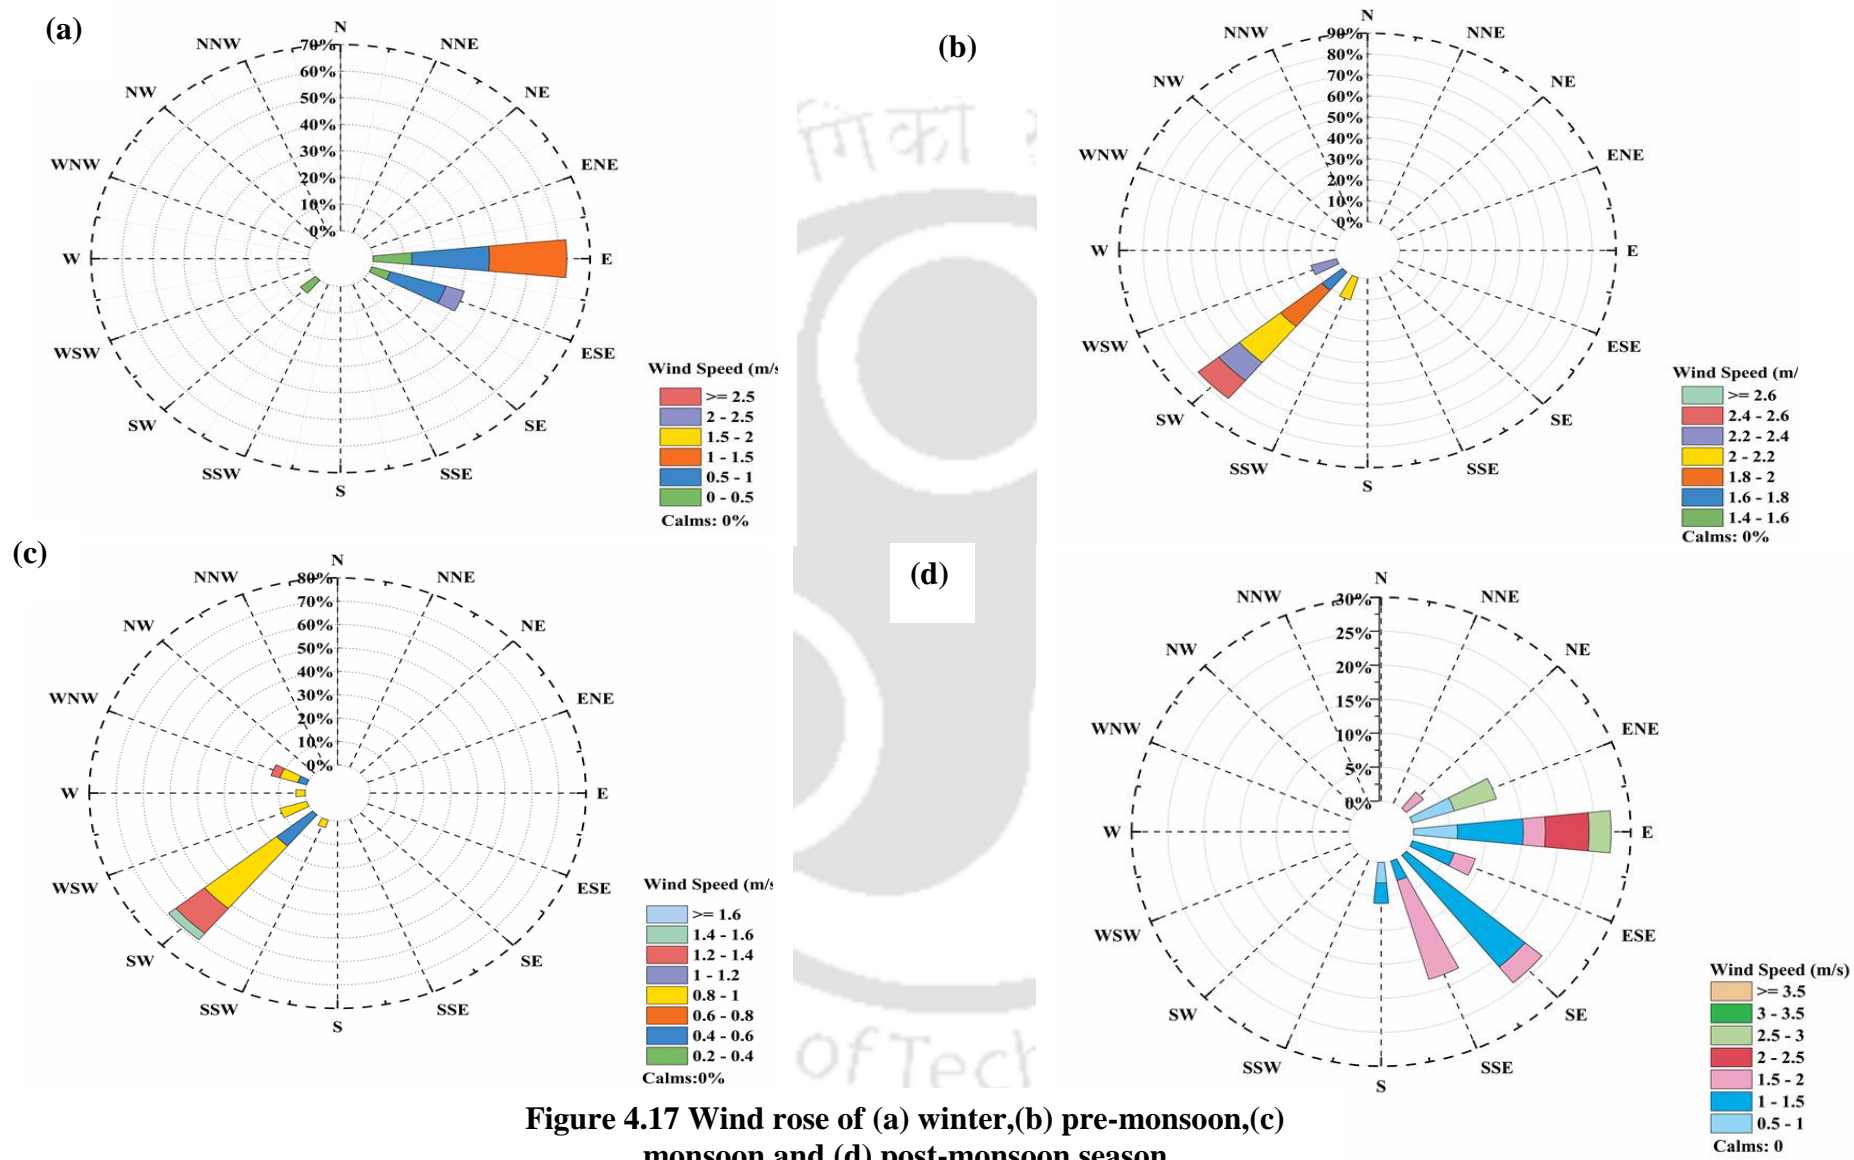 (a)
N
NNE
NE
ENE
E
ESE
SE
SSE
S
SSW
SW
WSW
W
WNW
NW
NNW
70%
60%
50%
40%
30%
20%
10%
0%
Wind Speed (m/s
>= 2.5
2 - 2.5
1.5 - 2
1 - 1.5
0.5 - 1
0 - 0.5
Calms: 0%
(b)
N
NNE
NE
ENE
E
ESE
SE
SSE
S
SSW
SW
WSW
W
WNW
NW
NNW
90%
80%
70%
60%
50%
40%
30%
20%
10%
0%
Wind Speed (m/
>= 2.6
2.4 - 2.6
2.2 - 2.4
2 - 2.2
1.8 - 2
1.6 - 1.8
1.4 - 1.6
Calms: 0%
(c)
N
NNE
NE
ENE
E
ESE
SE
SSE
S
SSW
SW
WSW
W
WNW
NW
NNW
80%
70%
60%
50%
40%
30%
20%
10%
0%
Wind Speed (m/s
>= 1.6
1.4 - 1.6
1.2 - 1.4
1 - 1.2
0.8 - 1
0.6 - 0.8
0.4 - 0.6
0.2 - 0.4
Calms:0%
(d)
N
NNE
NE
ENE
E
ESE
SE
SSE
S
SSW
SW
WSW
W
WNW
NW
NNW
30%
25%
20%
15%
10%
5%
0%
Wind Speed (m/s)
>= 3.5
3 - 3.5
2.5 - 3
2 - 2.5
1.5 - 2
1 - 1.5
0.5 - 1
Calms: 0
of Tech
Figure 4.17 Wind rose of (a) winter,(b) pre-monsoon,(c)
monsoon and (d) post-monsoon season